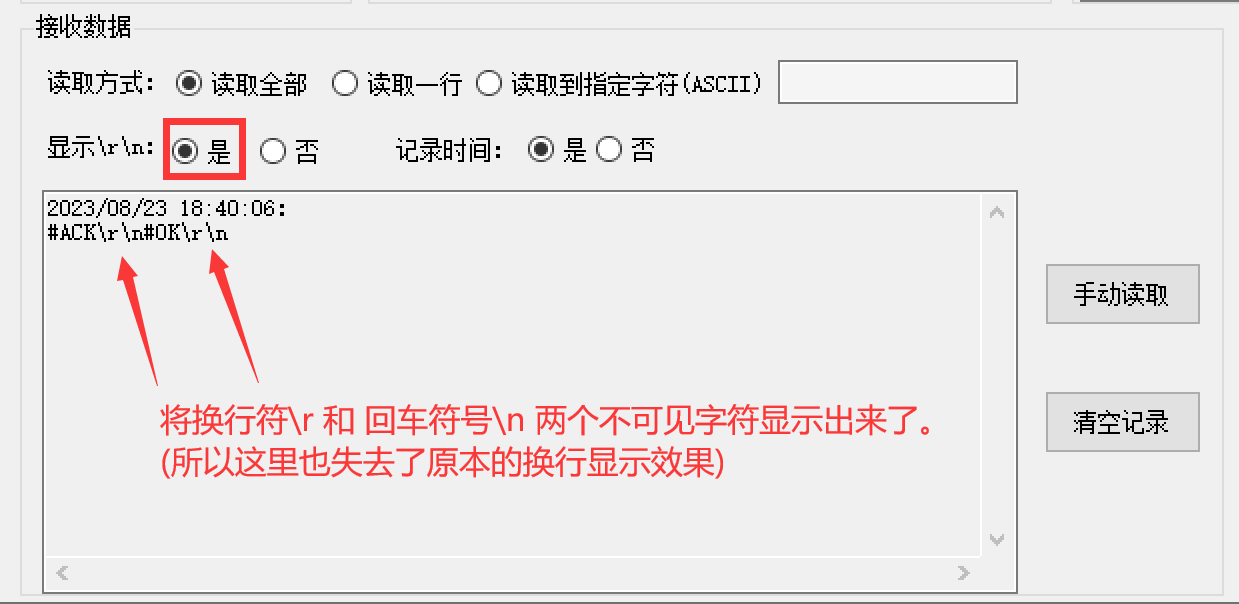 接收数据
读取方式: 读取全部 读取一行 读取到指定字符(ASCII)
显示\r\n: 是 否 记录时间: 是 否
2023/08/23 18:40:06:
#ACK\r\n#OK\r\n
手动读取
将换行符\r 和 回车符号\n 两个不可见字符显示出来了。
清空记录
(所以这里也失去了原本的换行显示效果)